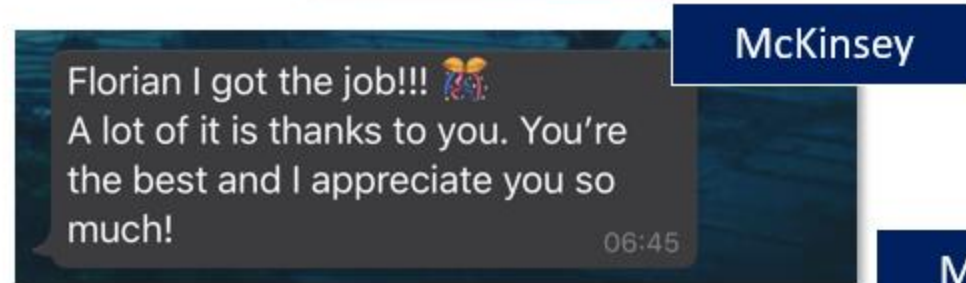 McKinsey
Florian I got the job!!! 🎊
A lot of it is thanks to you. You're
the best and I appreciate you so
much!
06:45
M